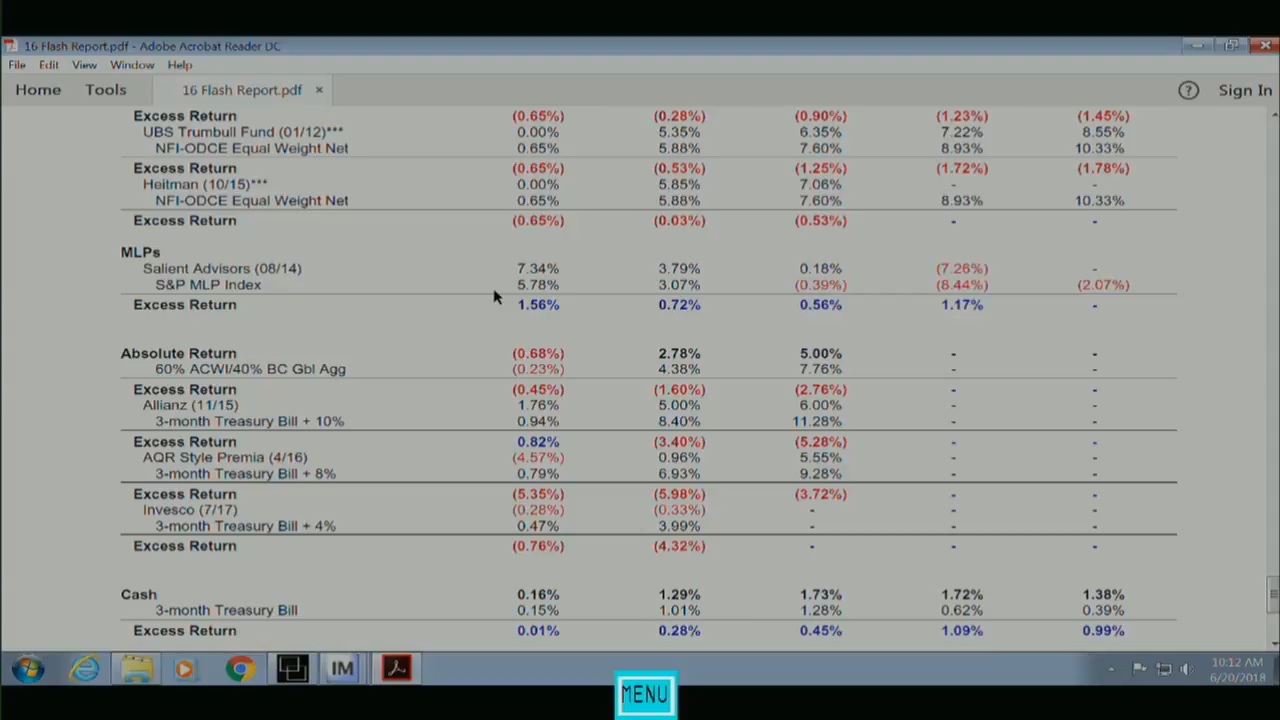 16 Flash Report.pdf - Adobe Acrobat Reader DC
File Edit View Window Help
Home Tools 16 Flash Report.pdf × ? Sign In
Excess Return (0.65%) (0.28%) (0.90%) (1.23%) (1.45%)
UBS Trumbull Fund (01/12)*** 0.00% 5.35% 6.35% 7.22% 8.55%
NFI-ODCE Equal Weight Net 0.65% 5.88% 7.60% 8.93% 10.33%
Excess Return (0.65%) (0.53%) (1.25%) (1.72%) (1.78%)
Heitman (10/15)*** 0.00% 5.85% 7.06% - -
NFI-ODCE Equal Weight Net 0.65% 5.88% 7.60% 8.93% 10.33%
Excess Return (0.65%) (0.03%) (0.53%) - -
MLPs
Salient Advisors (08/14) 7.34% 3.79% 0.18% (7.26%) -
S&P MLP Index 5.78% 3.07% (0.39%) (8.44%) (2.07%)
Excess Return 1.56% 0.72% 0.56% 1.17% -
Absolute Return (0.68%) 2.78% 5.00% - -
60% ACWI/40% BC Gbl Agg (0.23%) 4.38% 7.76% - -
Excess Return (0.45%) (1.60%) (2.76%) - -
Allianz (11/15) 1.76% 5.00% 6.00% - -
3-month Treasury Bill + 10% 0.94% 8.40% 11.28% - -
Excess Return 0.82% (3.40%) (5.28%) - -
AQR Style Premia (4/16) (4.57%) 0.96% 5.55% - -
3-month Treasury Bill + 8% 0.79% 6.93% 9.28% - -
Excess Return (5.35%) (5.98%) (3.72%) - -
Invesco (7/17) (0.28%) (0.33%) - - -
3-month Treasury Bill + 4% 0.47% 3.99% - - -
Excess Return (0.76%) (4.32%) - - -
Cash 0.16% 1.29% 1.73% 1.72% 1.38%
3-month Treasury Bill 0.15% 1.01% 1.28% 0.62% 0.39%
Excess Return 0.01% 0.28% 0.45% 1.09% 0.99%
IM
10:12 AM
6/20/2018
MENU